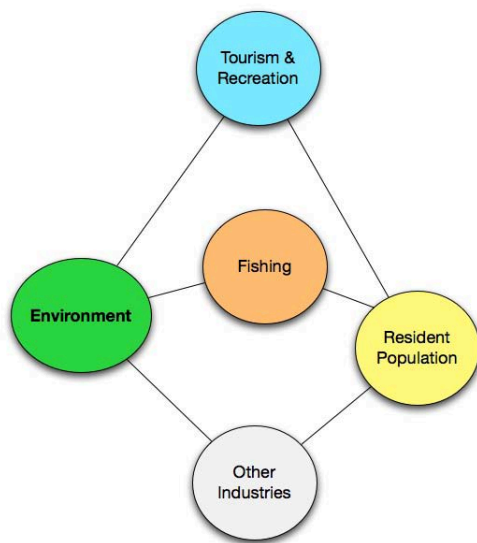 Tourism &
Recreation
Fishing
Environment
Resident
Population
Other
Industries